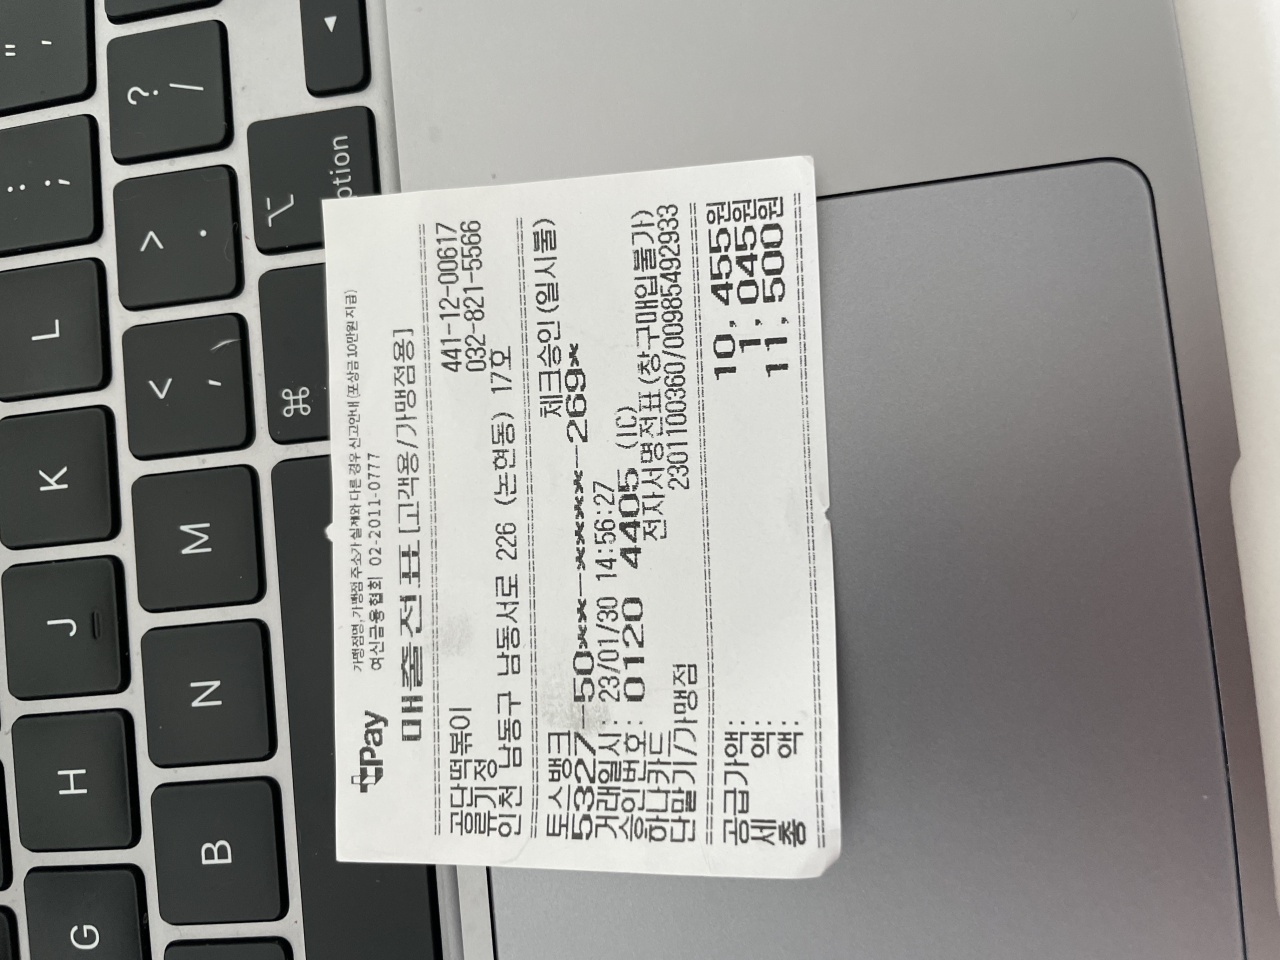 tPay
가맹점명,가맹점주소가 실제와 다른 경우 신고안내(포상금10만원지급)
여신금융협회 02-2011-0777
매출전표[고객용/가맹점용]
공단떡볶이 441-12-00617
류기정 032-821-5566
인천 남동구 남동서로 226 (논현동) 17호
토스뱅크 체크승인(일시불)
5327-50**-****-269*
거래일시: 23/01/30 14:56:27
승인번호: 0120 4405 (IC)
하나카드 전자서명전표(창구매입불가)
단말기/가맹점 2301100360/00985492933
공급가액: 10,455원
세 액: 1,045원
총 액: 11,500원
" '
? /
: ;
option
⌥
> .
L
< ,
⌘
K
M
J
N
H
B
G